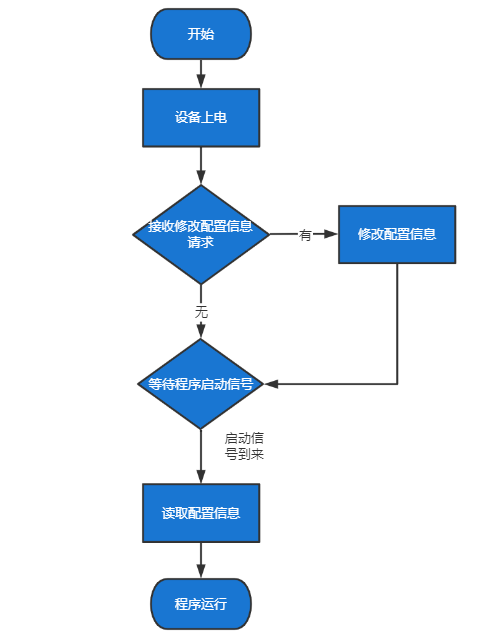 开始
设备上电
接收修改配置信息
请求
有
修改配置信息
无
等待程序启动信号
启动信
号到来
读取配置信息
程序运行